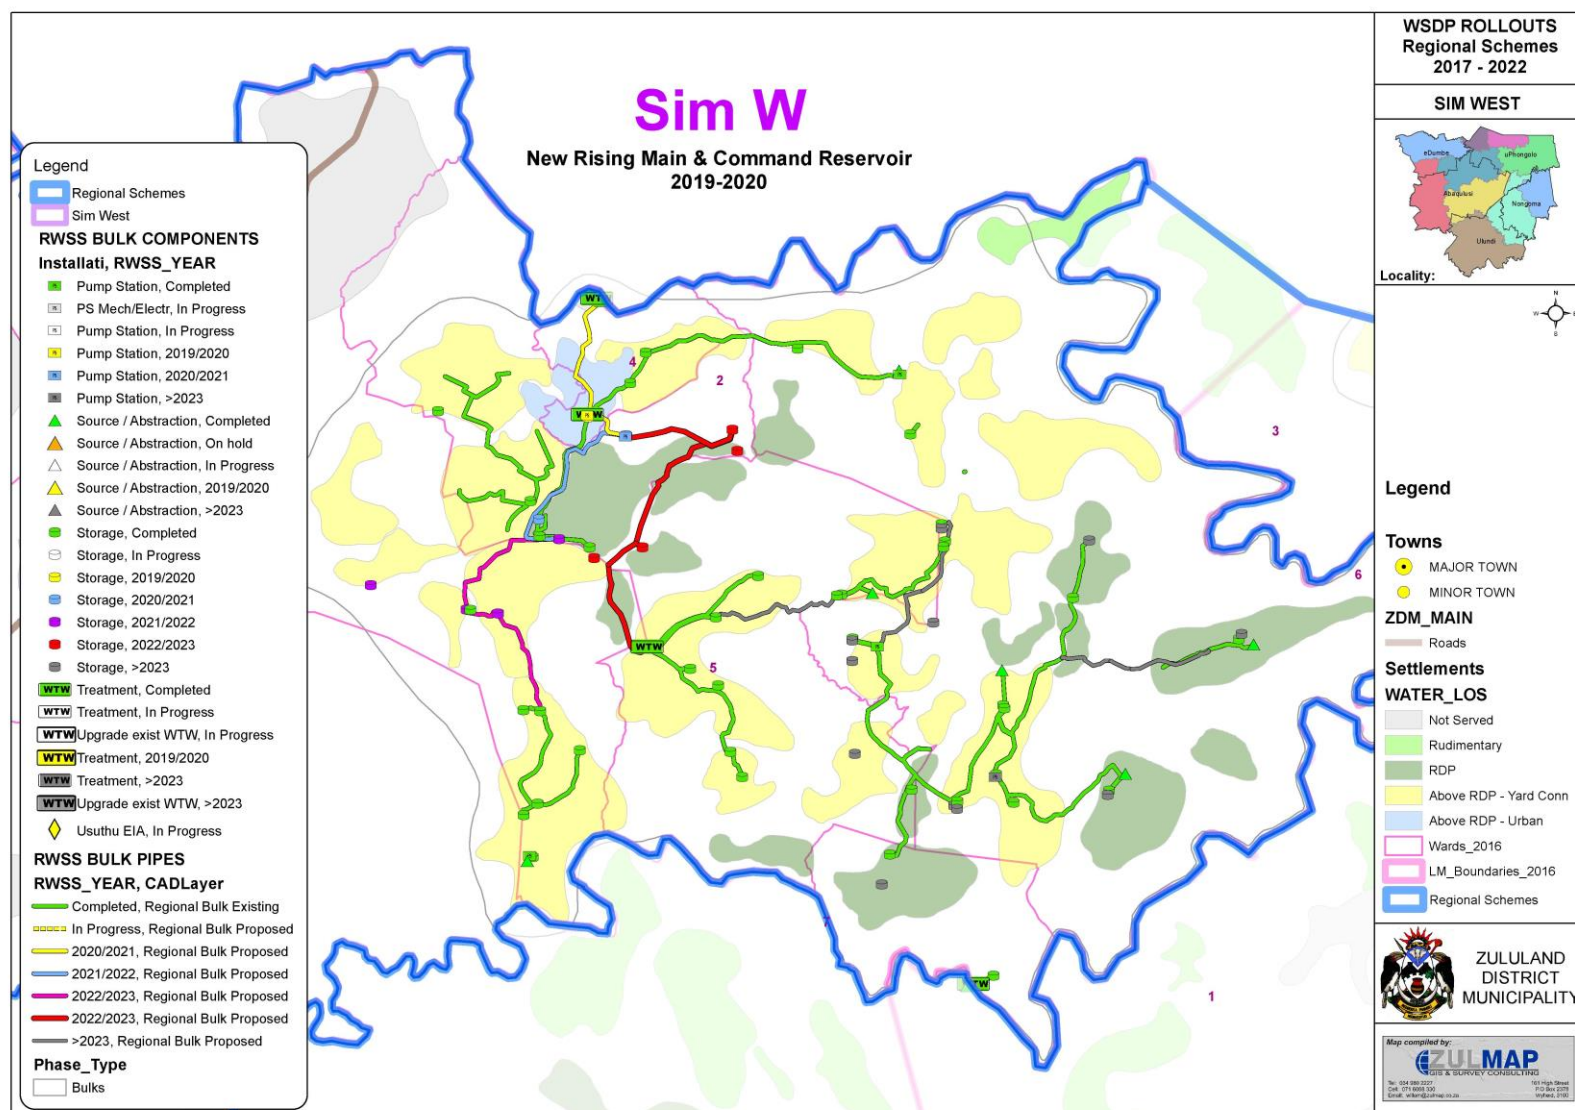 Sim W
New Rising Main & Command Reservoir
2019-2020
Legend
Regional Schemes
Sim West
RWSS BULK COMPONENTS
Installati, RWSS_YEAR
Pump Station, Completed
PS Mech/Electr, In Progress
Pump Station, In Progress
Pump Station, 2019/2020
Pump Station, 2020/2021
Pump Station, >2023
Source / Abstraction, Completed
Source / Abstraction, On hold
Source / Abstraction, In Progress
Source / Abstraction, 2019/2020
Source / Abstraction, >2023
Storage, Completed
Storage, In Progress
Storage, 2019/2020
Storage, 2020/2021
Storage, 2021/2022
Storage, 2022/2023
Storage, >2023
WTW Treatment, Completed
WTW Treatment, In Progress
WTW Upgrade exist WTW, In Progress
WTW Treatment, 2019/2020
WTW Treatment, >2023
WTW Upgrade exist WTW, >2023
Usuthu EIA, In Progress
RWSS BULK PIPES
RWSS_YEAR, CADLayer
Completed, Regional Bulk Existing
In Progress, Regional Bulk Proposed
2020/2021, Regional Bulk Proposed
2021/2022, Regional Bulk Proposed
2022/2023, Regional Bulk Proposed
2022/2023, Regional Bulk Proposed
>2023, Regional Bulk Proposed
Phase_Type
Bulks
4
2
3
6
WTW
5
7
1
WSDP ROLLOUTS
Regional Schemes
2017 - 2022
SIM WEST
eDumbe
uPhongolo
Abaqulusi
Nongoma
Ulundi
Locality:
N
W
E
S
Legend
Towns
MAJOR TOWN
MINOR TOWN
ZDM_MAIN
Roads
Settlements
WATER_LOS
Not Served
Rudimentary
RDP
Above RDP - Yard Conn
Above RDP - Urban
Wards_2016
LM_Boundaries_2016
Regional Schemes
ZULULAND
DISTRICT
MUNICIPALITY
Map compiled by:
ZULMAP
GIS & SURVEY CONSULTING